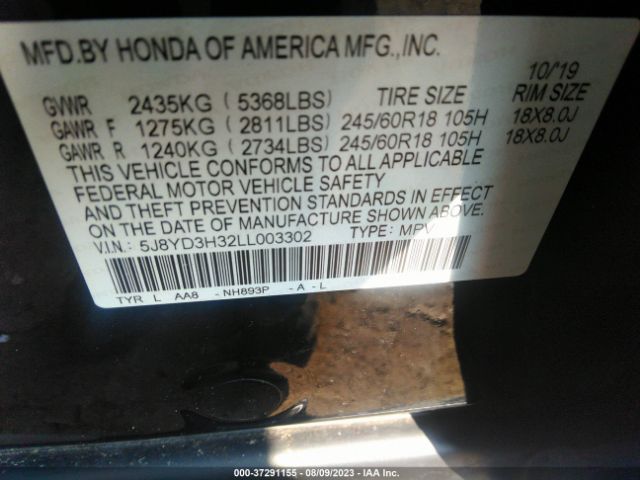 MFD.BY HONDA OF AMERICA MFG.,INC.
10/'19
GVWR 2435KG ( 5368LBS) TIRE SIZE RIM SIZE
GAWR F 1275KG ( 2811LBS) 245/60R18 105H 18X8.0J
GAWR R 1240KG ( 2734LBS) 245/60R18 105H 18X8.0J
THIS VEHICLE CONFORMS TO ALL APPLICABLE
FEDERAL MOTOR VEHICLE SAFETY
AND THEFT PREVENTION STANDARDS IN EFFECT
ON THE DATE OF MANUFACTURE SHOWN ABOVE.
V.I.N.: 5J8YD3H32LL003302 TYPE: MPV
TYR L AA8 - NH893P - A - L
000-37291155 - 08/09/2023 - IAA Inc.